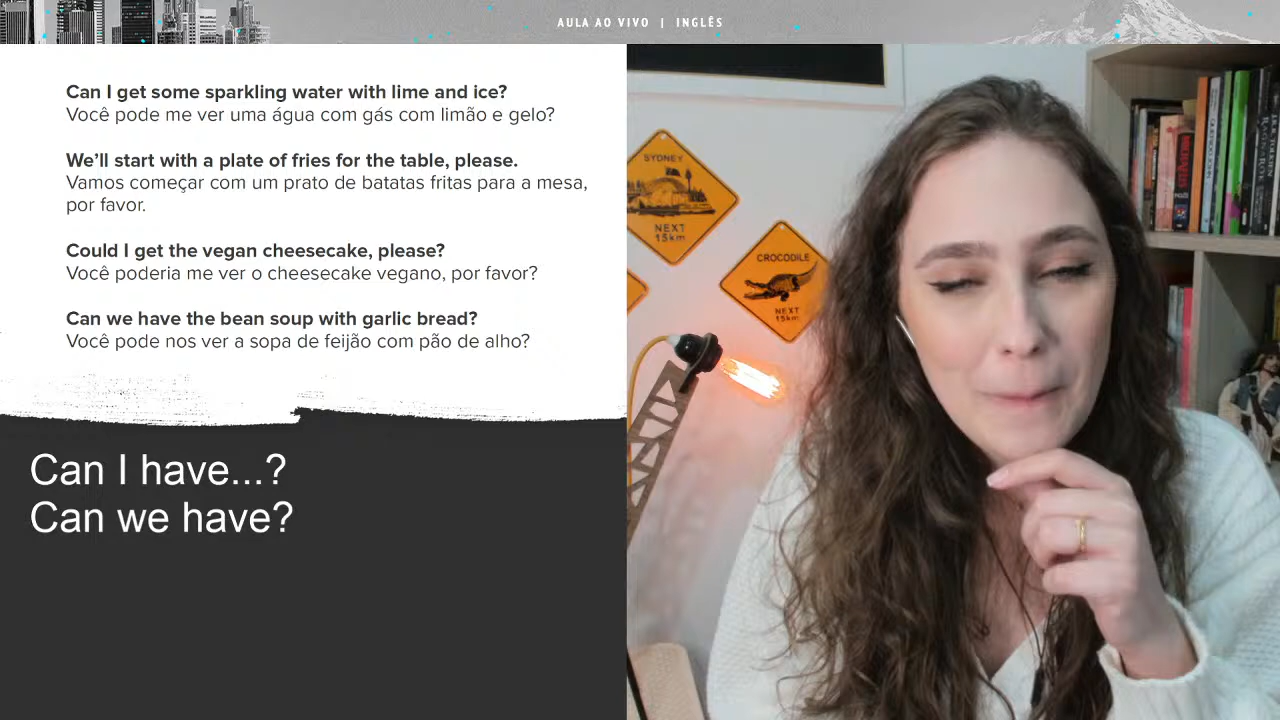 AULA AO VIVO | INGLÊS
Can I get some sparkling water with lime and ice?
Você pode me ver uma água com gás com limão e gelo?
We’ll start with a plate of fries for the table, please.
Vamos começar com um prato de batatas fritas para a mesa,
por favor.
Could I get the vegan cheesecake, please?
Você poderia me ver o cheesecake vegano, por favor?
Can we have the bean soup with garlic bread?
Você pode nos ver a sopa de feijão com pão de alho?
Can I have...?
Can we have?
SYDNEY
NEXT
15km
CROCODILE
NEXT
15km